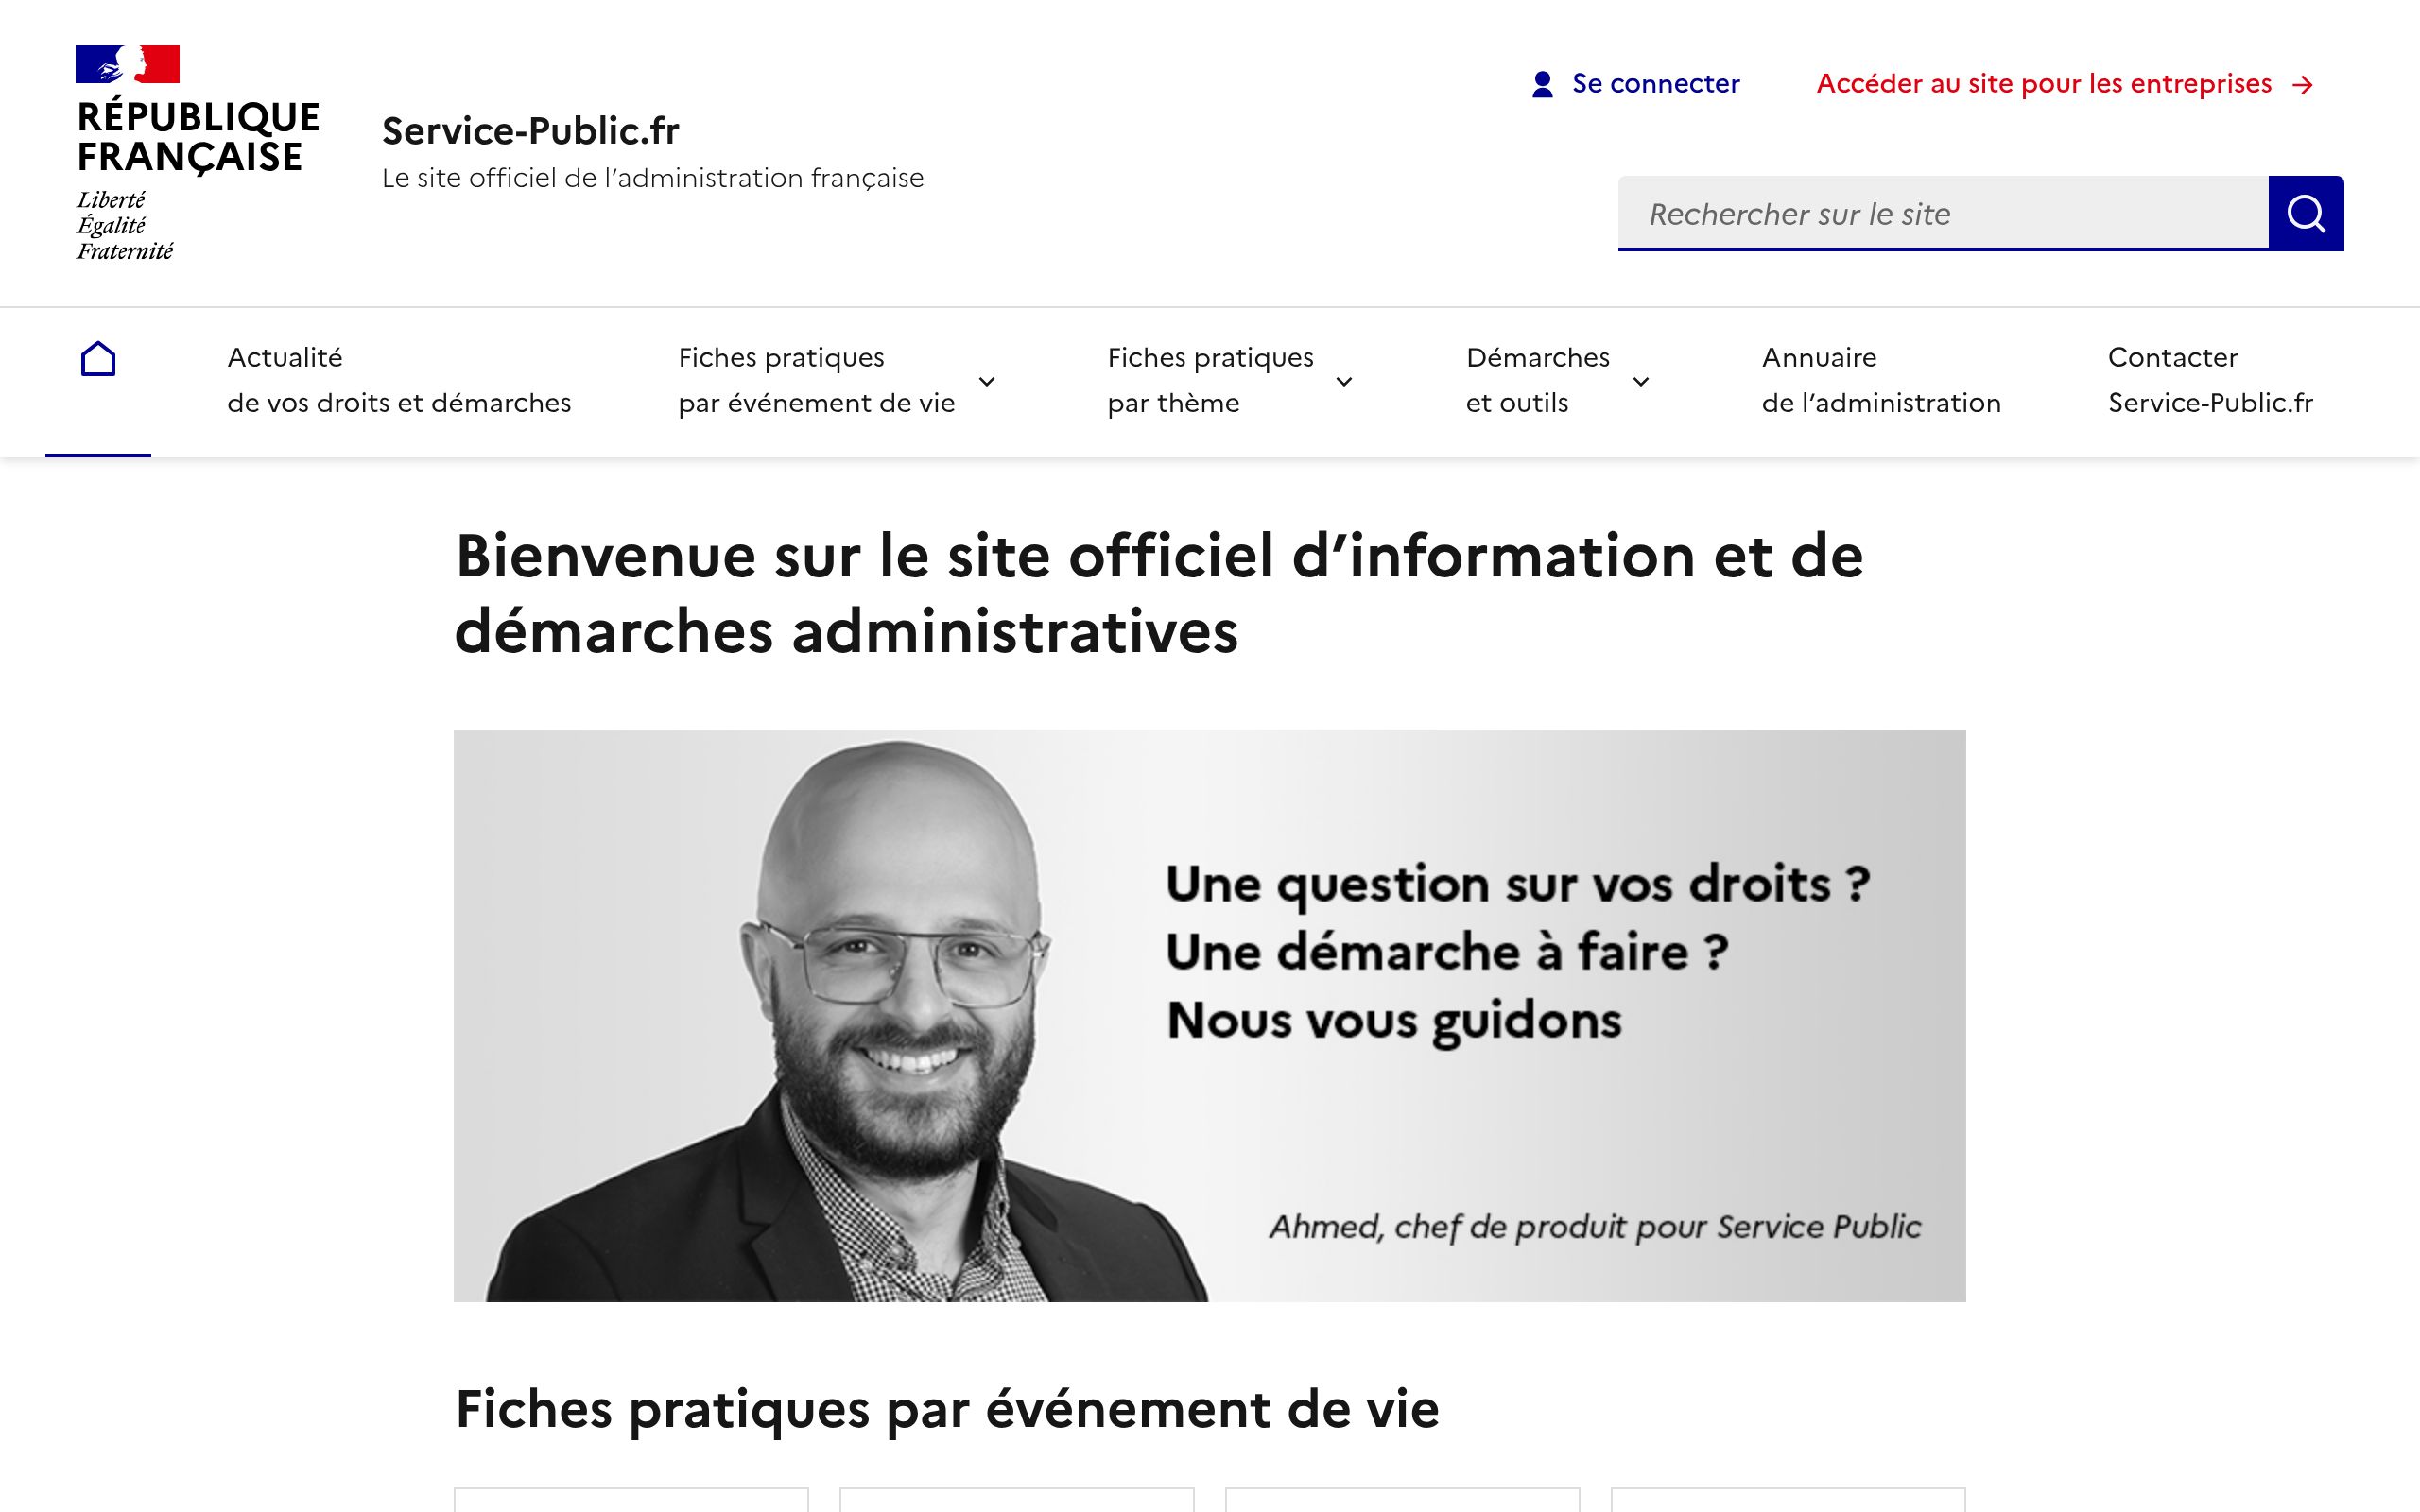 RÉPUBLIQUE
FRANÇAISE
Liberté
Égalité
Fraternité
Service-Public.fr
Le site officiel de l’administration française
Se connecter
Accéder au site pour les entreprises
Rechercher sur le site
Actualité
de vos droits et démarches
Fiches pratiques
par événement de vie
Fiches pratiques
par thème
Démarches
et outils
Annuaire
de l’administration
Contacter
Service-Public.fr
Bienvenue sur le site officiel d’information et de
démarches administratives
Une question sur vos droits ?
Une démarche à faire ?
Nous vous guidons
Ahmed, chef de produit pour Service Public
Fiches pratiques par événement de vie